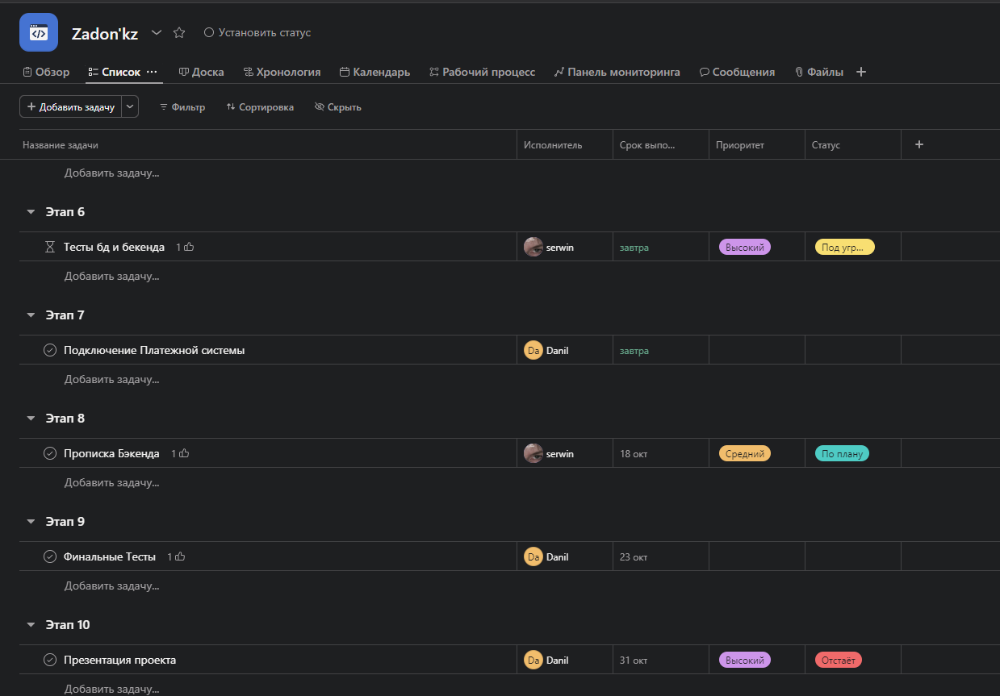 Zadon'kz Установить статус
Обзор Список ... Доска Хронология Календарь Рабочий процесс Панель мониторинга Сообщения Файлы +
+ Добавить задачу Фильтр Сортировка Скрыть
Название задачи Исполнитель Срок выпо... Приоритет Статус +
Добавить задачу...
Этап 6
Тесты бд и бекенда 1 serwin завтра Высокий Под угр...
Добавить задачу...
Этап 7
Подключение Платежной системы Da Danil завтра
Добавить задачу...
Этап 8
Прописка Бэкенда 1 serwin 18 окт Средний По плану
Добавить задачу...
Этап 9
Финальные Тесты 1 Da Danil 23 окт
Добавить задачу...
Этап 10
Презентация проекта Da Danil 31 окт Высокий Отстаёт
Добавить задачу...